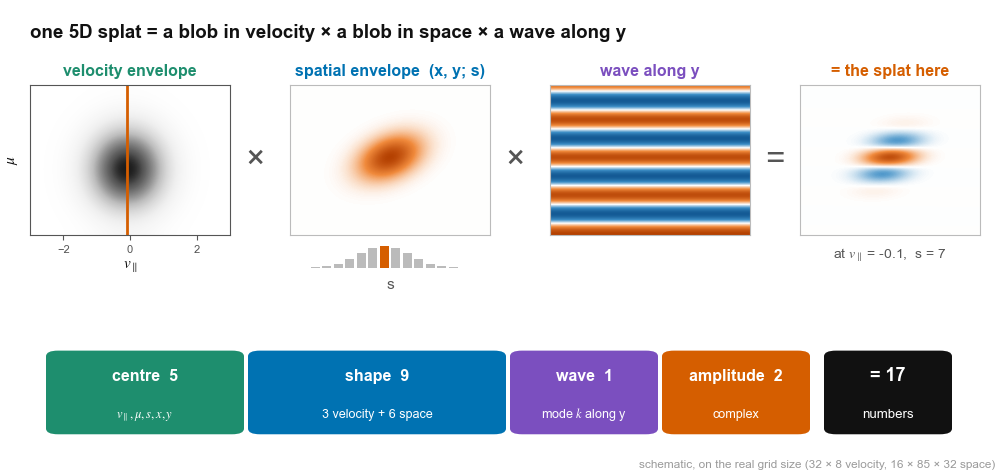 one 5D splat = a blob in velocity × a blob in space × a wave along y
velocity envelope
spatial envelope (x, y; s)
wave along y
= the splat here
μ
×
×
=
−2 0 2
v∥
s
at v∥ = -0.1, s = 7
centre 5
v∥, μ, s, x, y
shape 9
3 velocity + 6 space
wave 1
mode k along y
amplitude 2
complex
= 17
numbers
schematic, on the real grid size (32 × 8 velocity, 16 × 85 × 32 space)